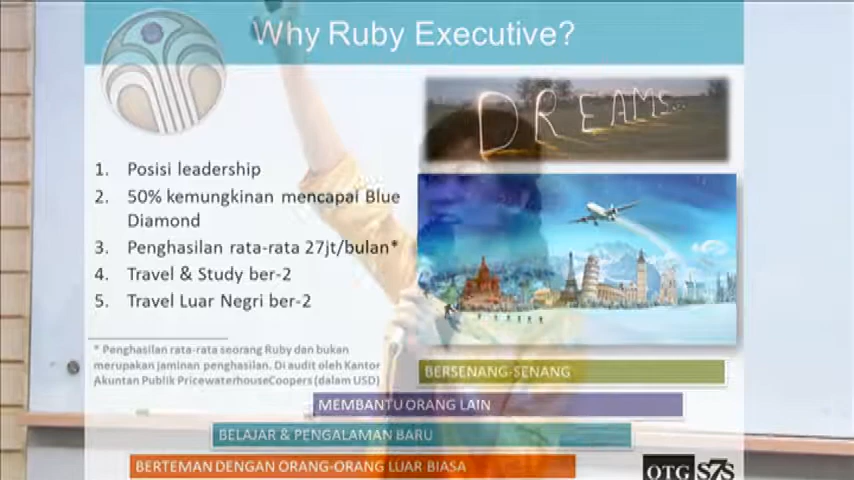 Why Ruby Executive?
DREAMS...
1. Posisi leadership
2. 50% kemungkinan mencapai Blue
Diamond
3. Penghasilan rata-rata 27jt/bulan*
4. Travel & Study ber-2
5. Travel Luar Negri ber-2
* Penghasilan rata-rata seorang Ruby dan bukan
merupakan jaminan penghasilan. Di audit oleh Kantor
Akuntan Publik PricewaterhouseCoopers (dalam USD)
BERSENANG-SENANG
MEMBANTU ORANG LAIN
BELAJAR & PENGALAMAN BARU
BERTEMAN DENGAN ORANG-ORANG LUAR BIASA
OTG S7S